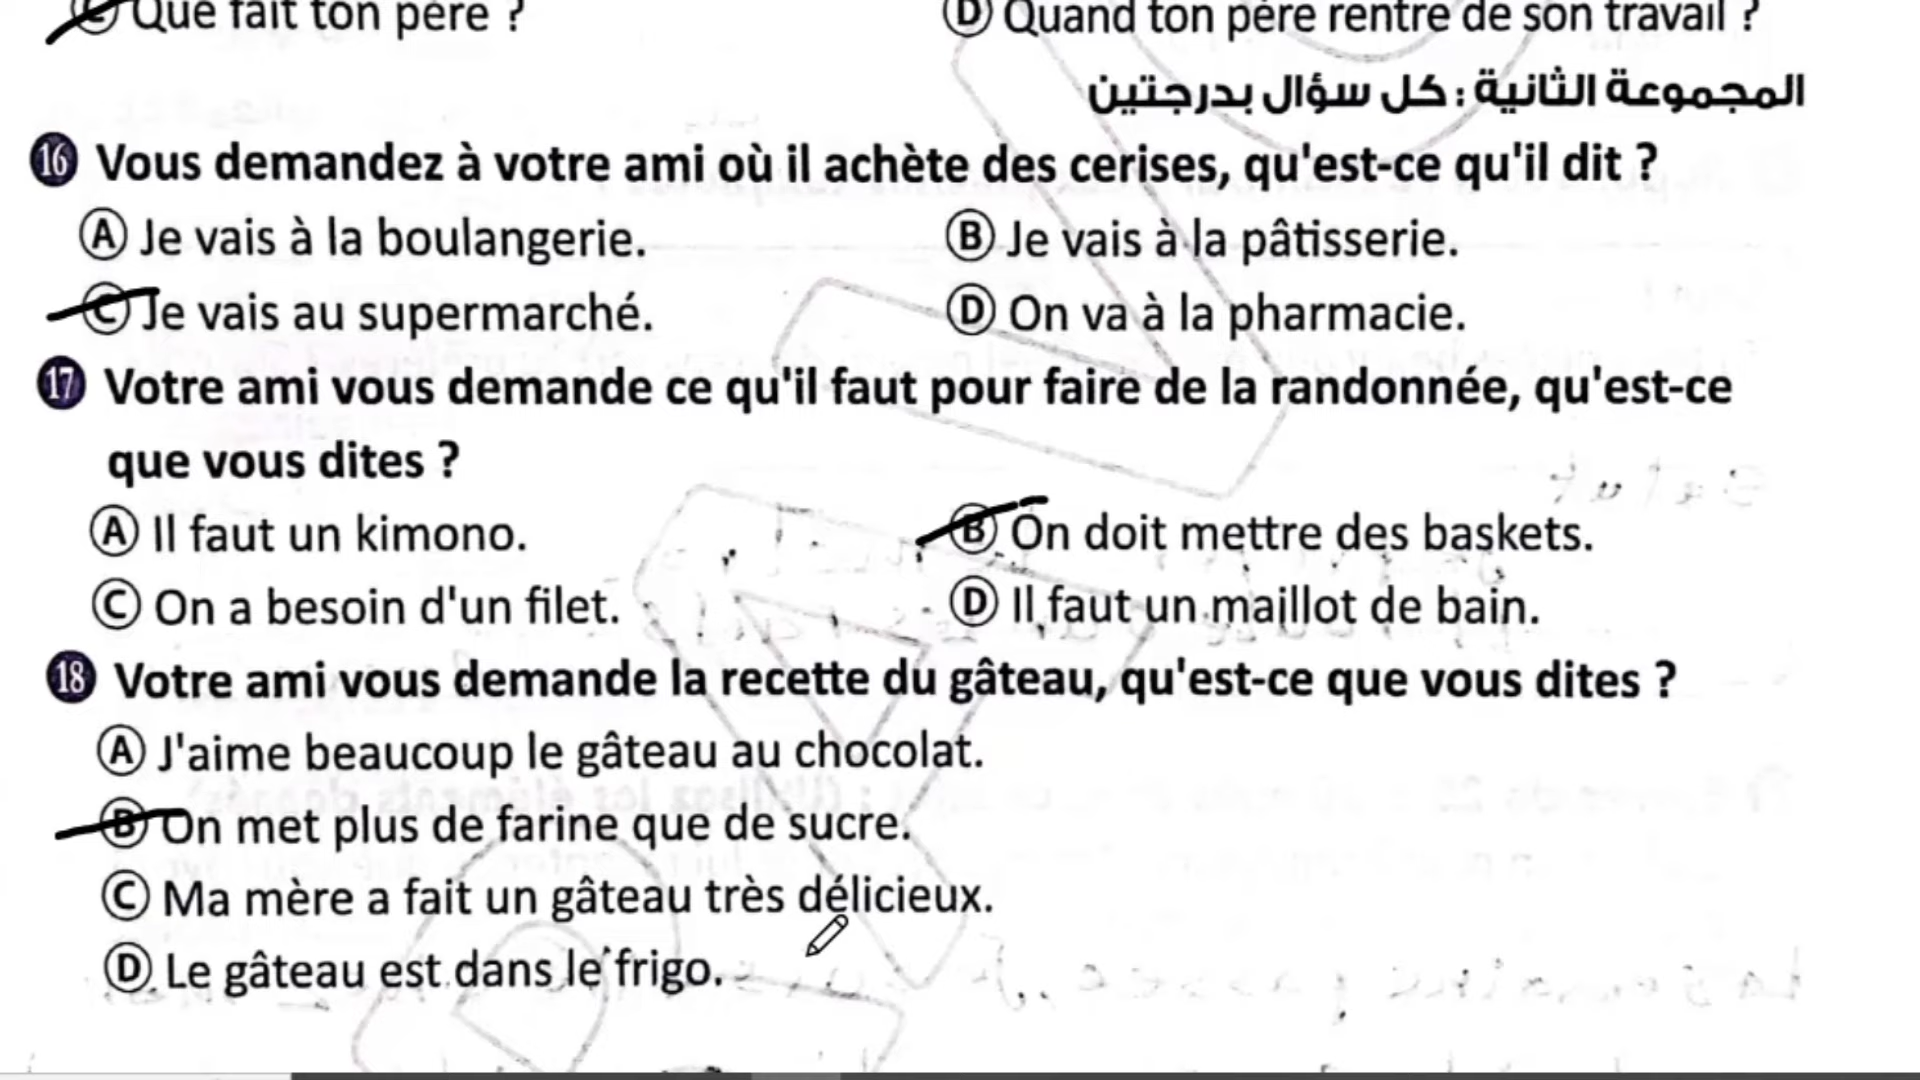 C Que fait ton père ?
D Quand ton père rentre de son travail ?
المجموعة الثانية : كل سؤال بدرجتين
16 Vous demandez à votre ami où il achète des cerises, qu'est-ce qu'il dit ?
A Je vais à la boulangerie.
B Je vais à la pâtisserie.
C Je vais au supermarché.
D On va à la pharmacie.
17 Votre ami vous demande ce qu'il faut pour faire de la randonnée, qu'est-ce
que vous dites ?
A Il faut un kimono.
B On doit mettre des baskets.
C On a besoin d'un filet.
D Il faut un maillot de bain.
18 Votre ami vous demande la recette du gâteau, qu'est-ce que vous dites ?
A J'aime beaucoup le gâteau au chocolat.
B On met plus de farine que de sucre.
C Ma mère a fait un gâteau très délicieux.
D Le gâteau est dans le frigo.